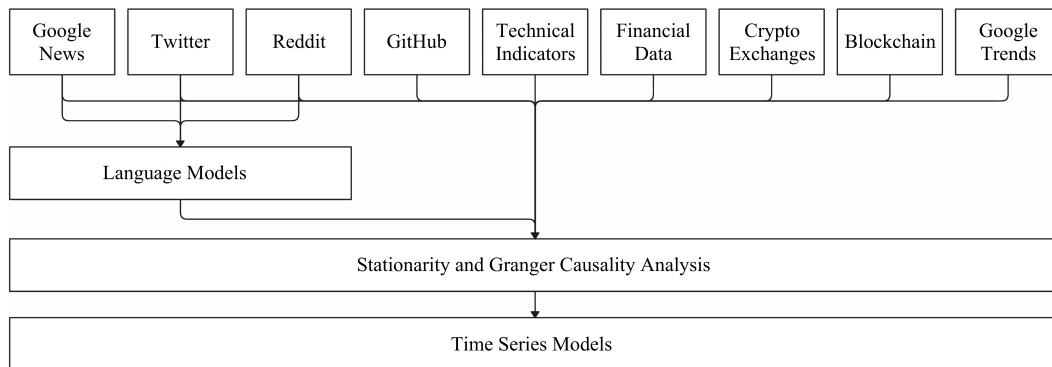 Google
News
Twitter
Reddit
GitHub
Technical
Indicators
Financial
Data
Crypto
Exchanges
Blockchain
Google
Trends
Language Models
Stationarity and Granger Causality Analysis
Time Series Models